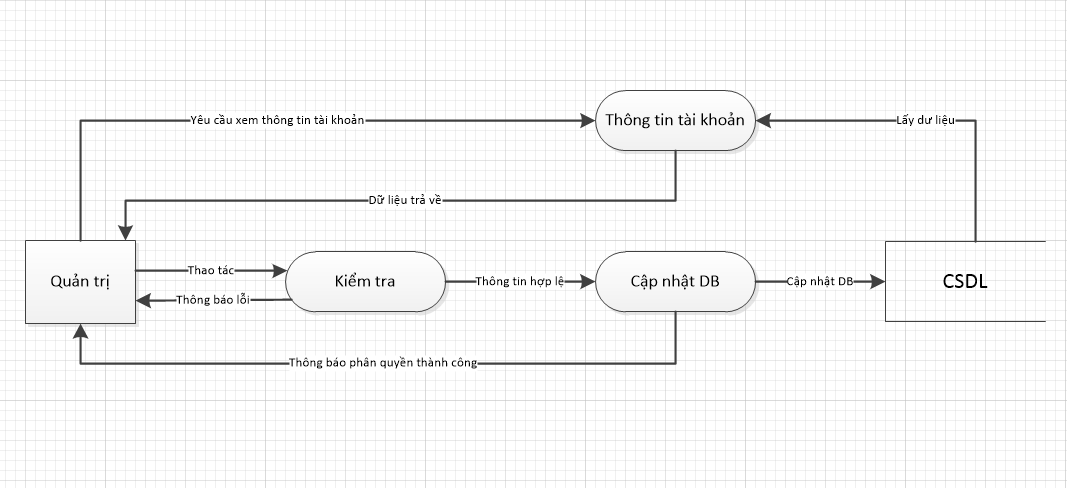 Thông tin tài khoản
Yêu cầu xem thông tin tài khoản
Lấy dư liệu
Dữ liệu trả về
Quản trị
Thao tác
Thông báo lỗi
Kiểm tra
Thông tin hợp lệ
Cập nhật DB
Cập nhật DB
CSDL
Thông báo phân quyền thành công